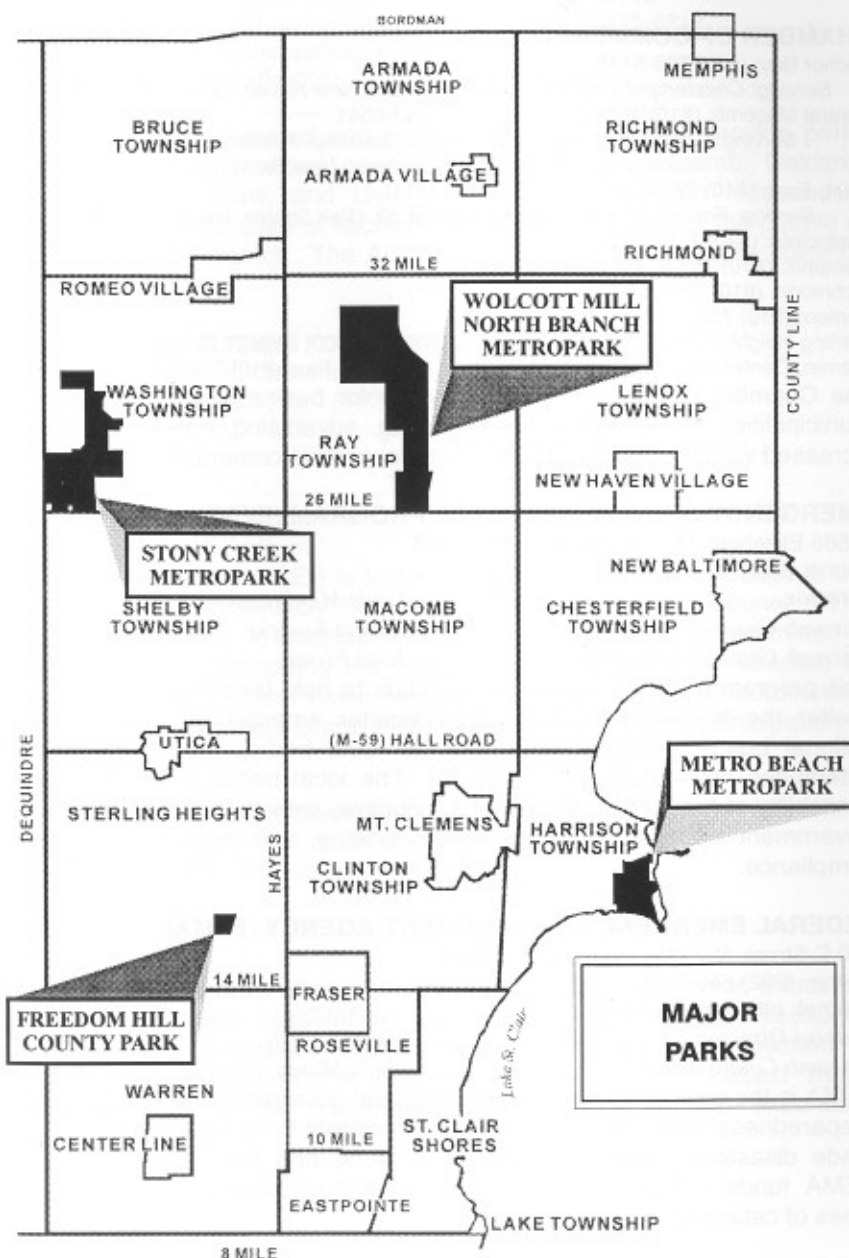 BORDMAN
MEMPHIS
ARMADA
TOWNSHIP
BRUCE
TOWNSHIP
RICHMOND
TOWNSHIP
ARMADA VILLAGE
RICHMOND
32 MILE
ROMEO VILLAGE
COUNTY LINE
WOLCOTT MILL
NORTH BRANCH
METROPARK
WASHINGTON
TOWNSHIP
LENOX
TOWNSHIP
RAY
TOWNSHIP
NEW HAVEN VILLAGE
26 MILE
STONY CREEK
METROPARK
NEW BALTIMORE
SHELBY
TOWNSHIP
MACOMB
TOWNSHIP
CHESTERFIELD
TOWNSHIP
UTICA
(M-59) HALL ROAD
METRO BEACH
METROPARK
DEQUINDRE
STERLING HEIGHTS
HAYES
MT. CLEMENS
HARRISON
TOWNSHIP
CLINTON
TOWNSHIP
14 MILE
FRASER
FREEDOM HILL
COUNTY PARK
MAJOR
PARKS
ROSEVILLE
Lake St. Clair
WARREN
CENTER LINE
10 MILE
ST. CLAIR
SHORES
EASTPOINTE
LAKE TOWNSHIP
8 MILE